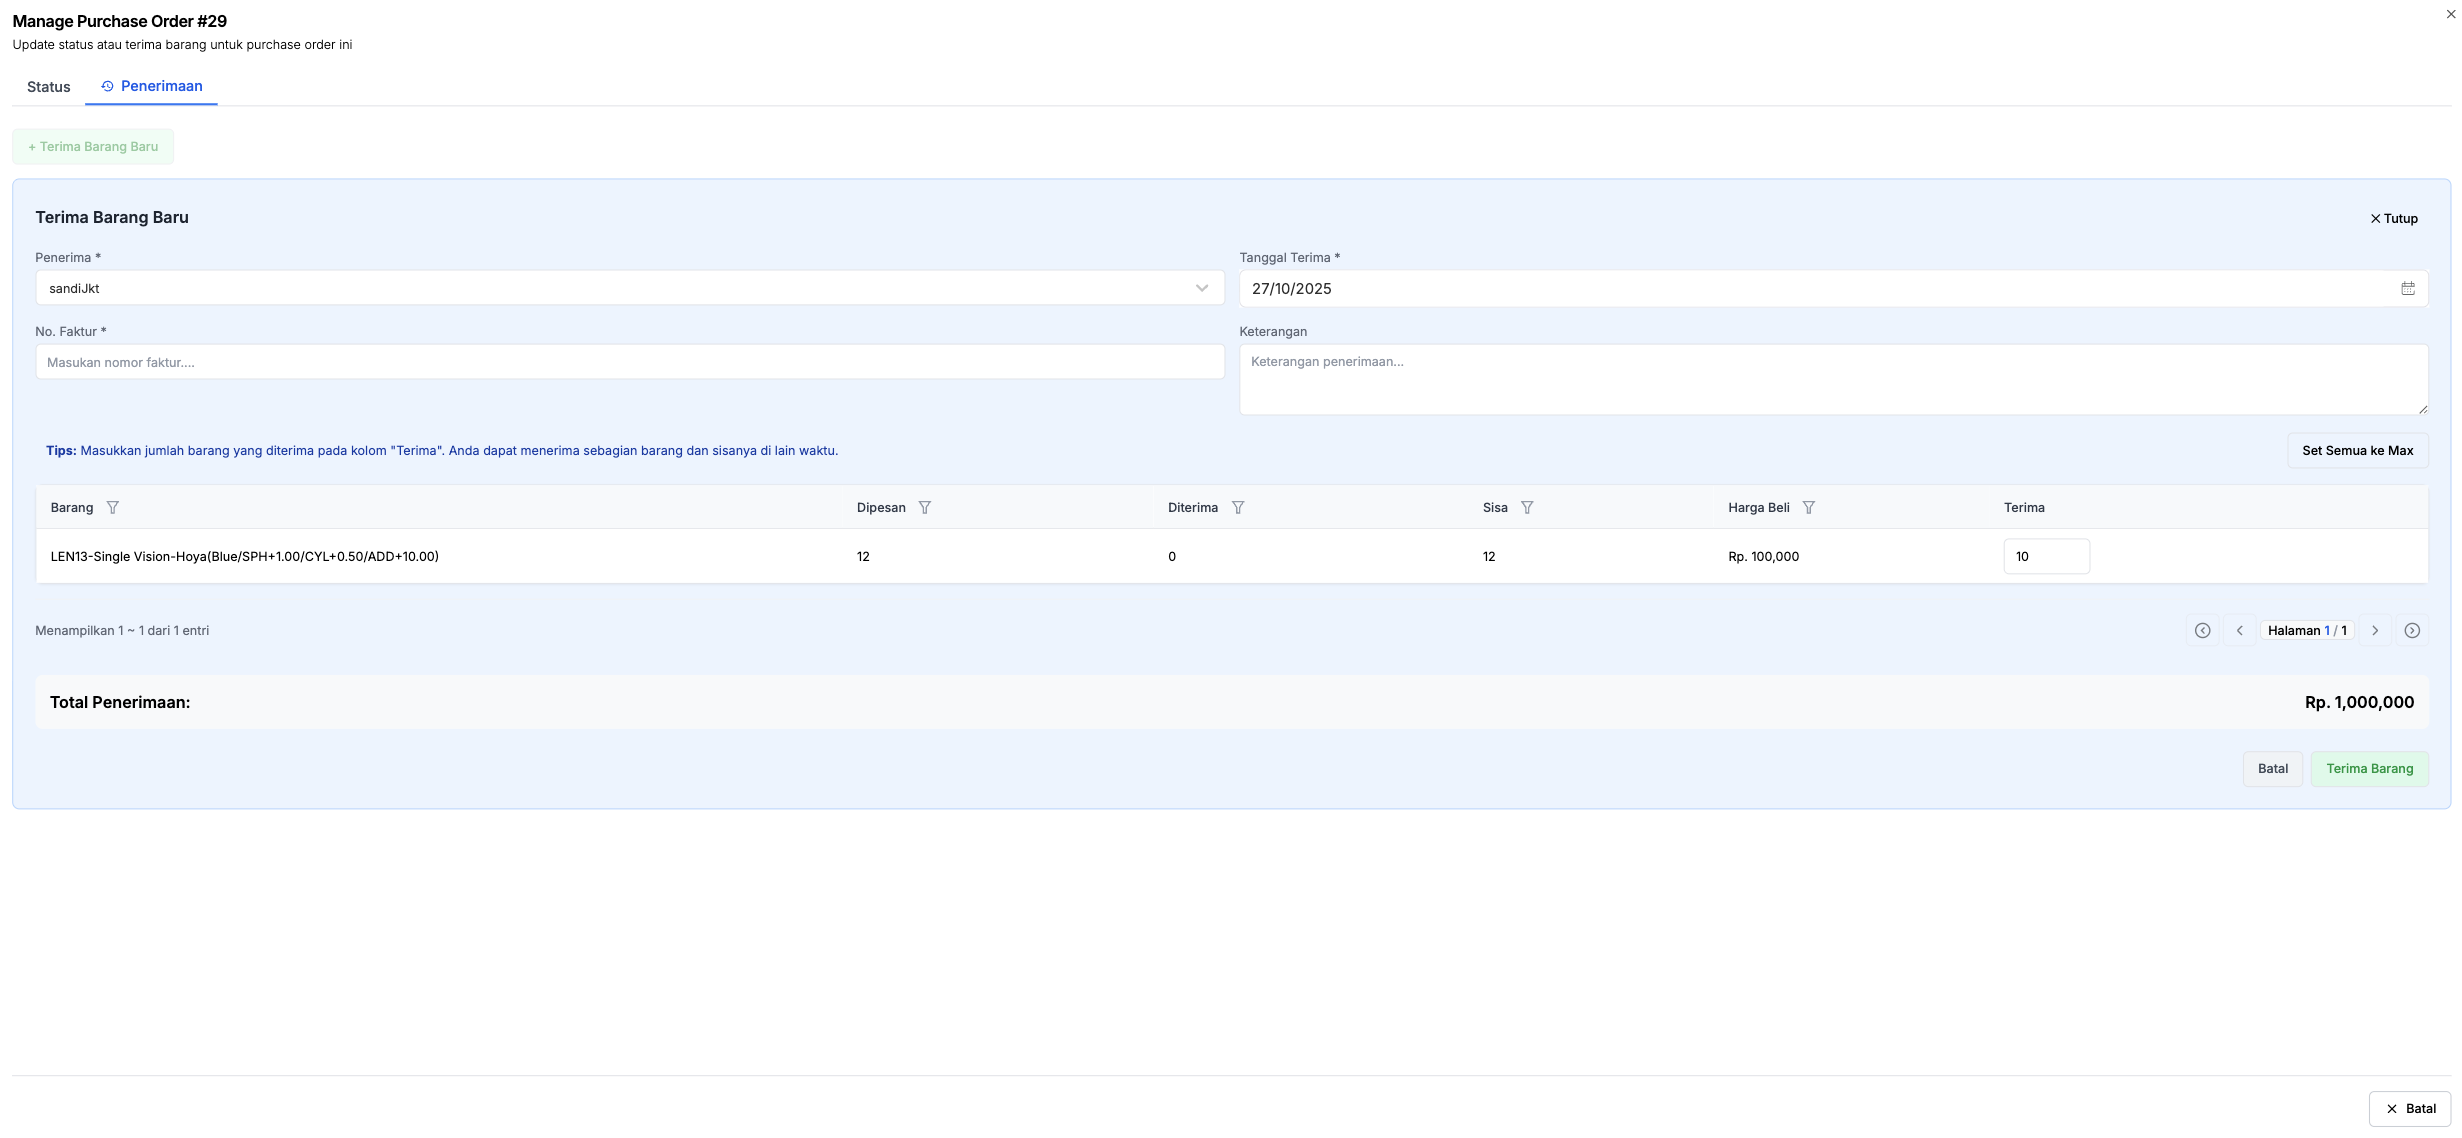 Manage Purchase Order #29
Update status atau terima barang untuk purchase order ini
Status Penerimaan
+ Terima Barang Baru
Terima Barang Baru
Tutup
Penerima * Tanggal Terima *
sandiJkt 27/10/2025
No. Faktur * Keterangan
Masukan nomor faktur.... Keterangan penerimaan...
Tips: Masukkan jumlah barang yang diterima pada kolom "Terima". Anda dapat menerima sebagian barang dan sisanya di lain waktu. Set Semua ke Max
Barang Dipesan Diterima Sisa Harga Beli Terima
LEN13-Single Vision-Hoya(Blue/SPH+1.00/CYL+0.50/ADD+10.00) 12 0 12 Rp. 100,000 10
Menampilkan 1 ~ 1 dari 1 entri Halaman 1 / 1
Total Penerimaan: Rp. 1,000,000
Batal Terima Barang
Batal